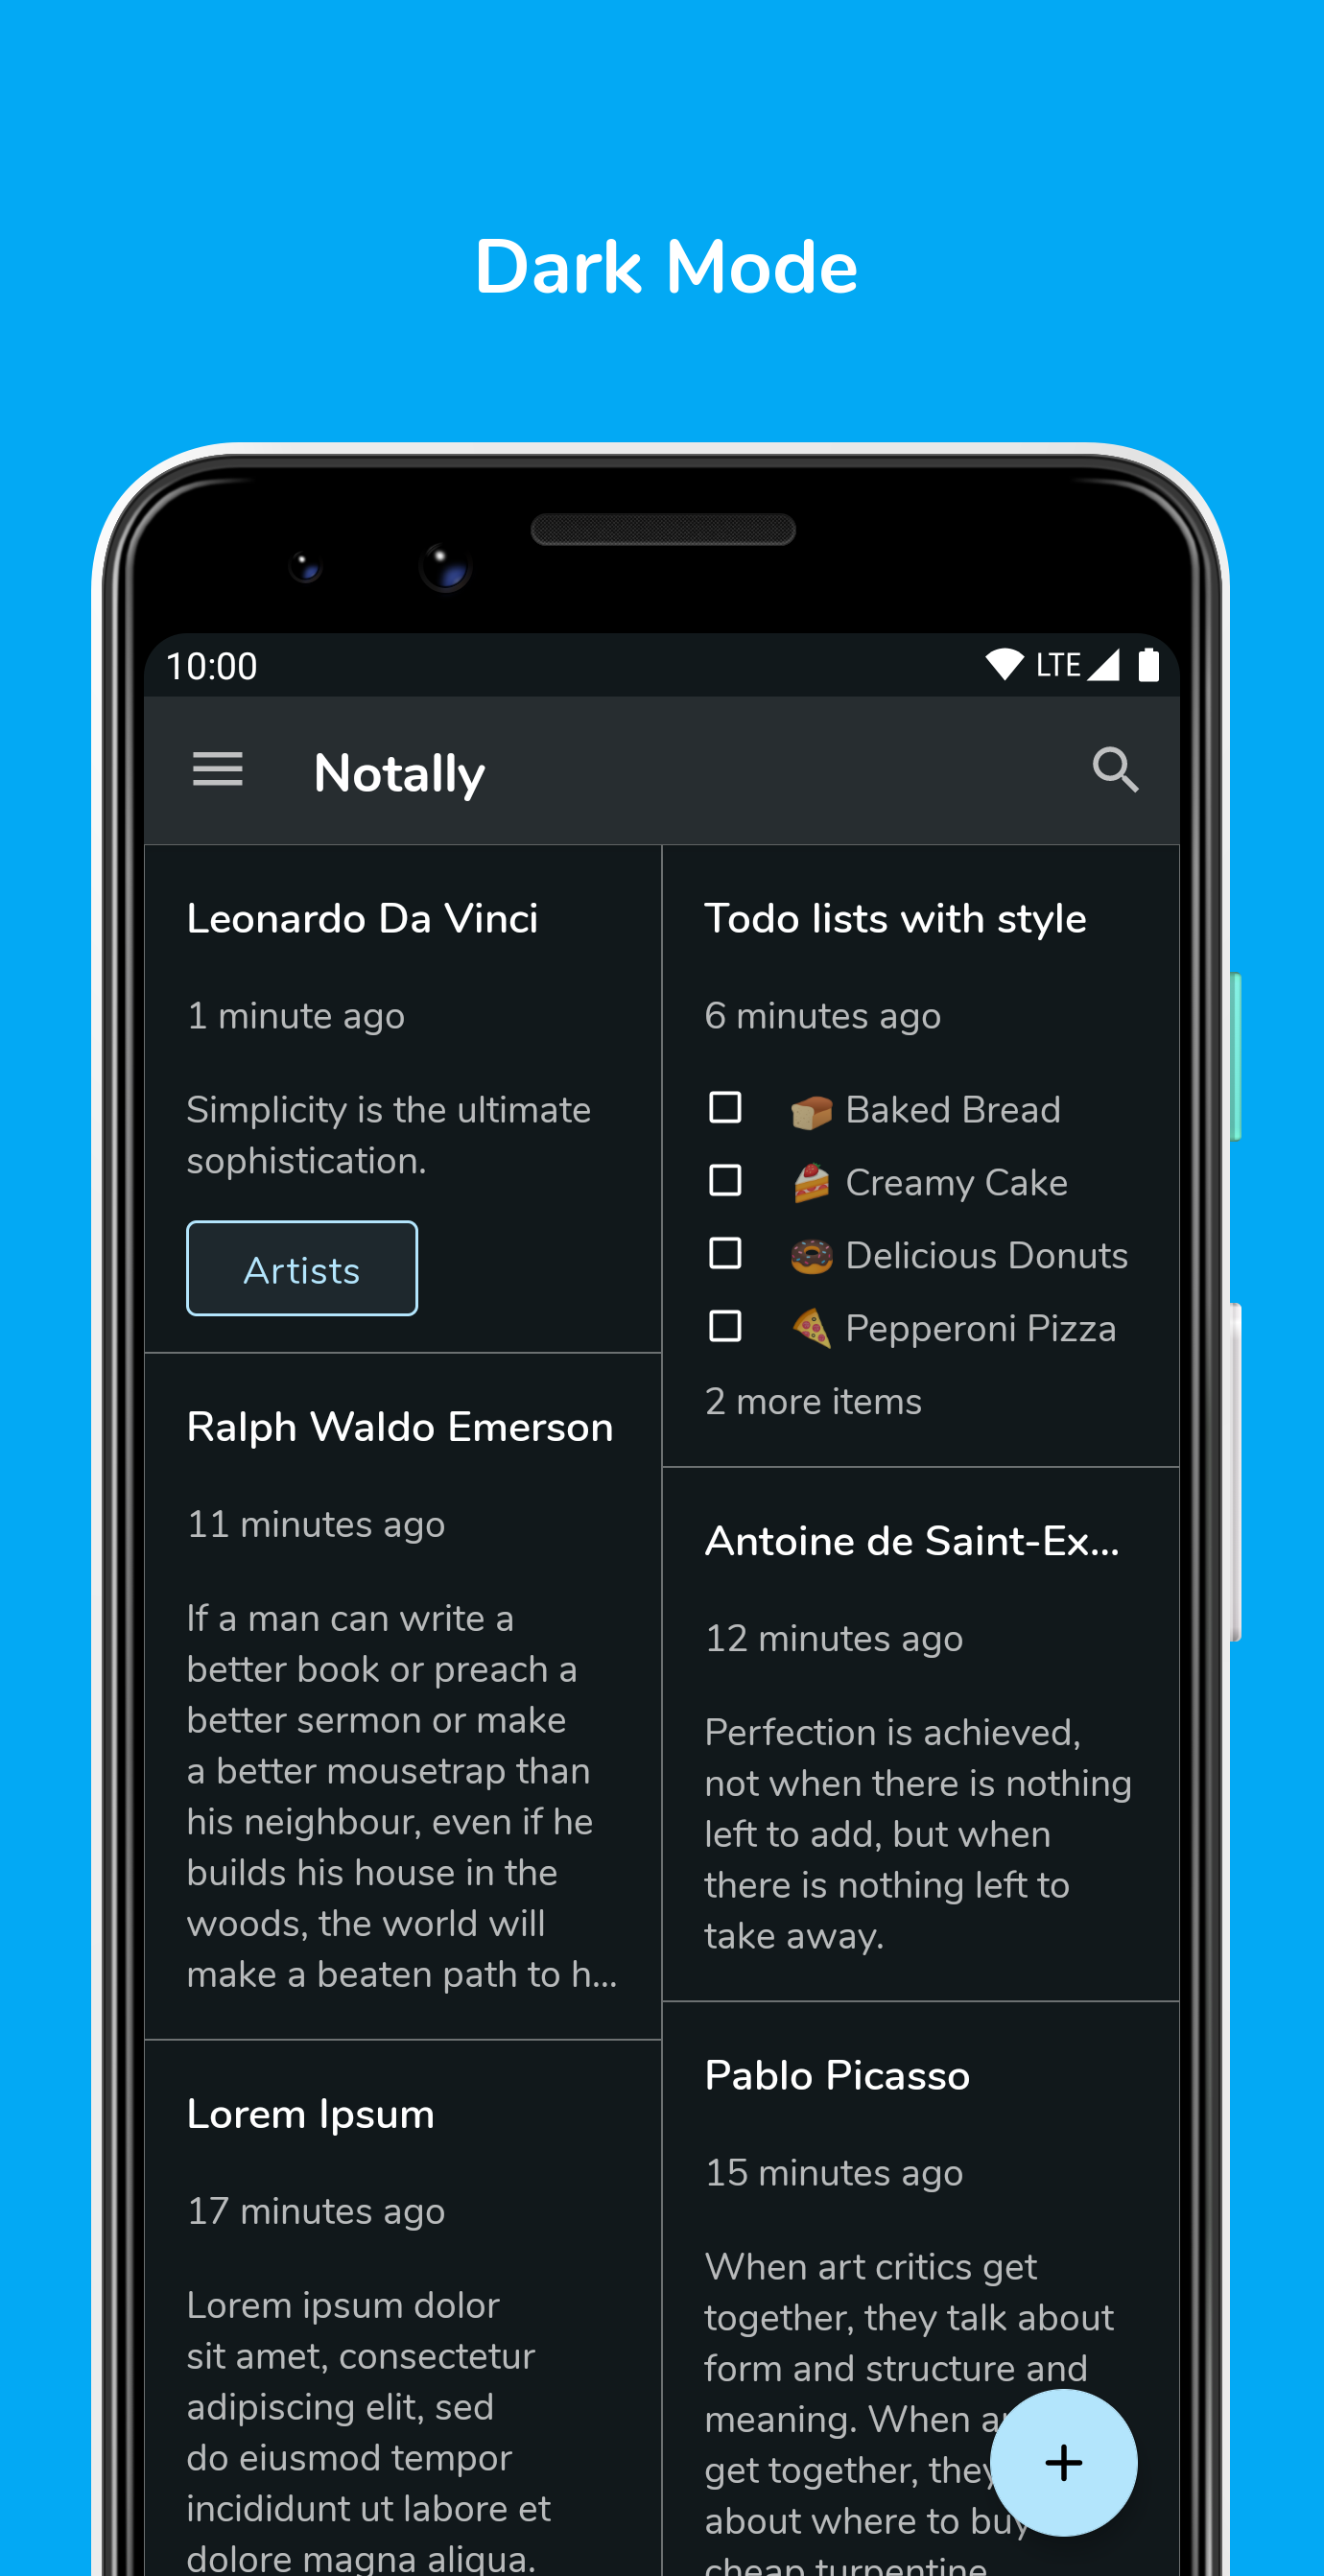 Dark Mode
10:00
LTE
Notally
Leonardo Da Vinci
1 minute ago
Simplicity is the ultimate
sophistication.
Artists
Ralph Waldo Emerson
11 minutes ago
If a man can write a
better book or preach a
better sermon or make
a better mousetrap than
his neighbour, even if he
builds his house in the
woods, the world will
make a beaten path to h...
Lorem Ipsum
17 minutes ago
Lorem ipsum dolor
sit amet, consectetur
adipiscing elit, sed
do eiusmod tempor
incididunt ut labore et
dolore magna aliqua.
Todo lists with style
6 minutes ago
Baked Bread
Creamy Cake
Delicious Donuts
Pepperoni Pizza
2 more items
Antoine de Saint-Ex...
12 minutes ago
Perfection is achieved,
not when there is nothing
left to add, but when
there is nothing left to
take away.
Pablo Picasso
15 minutes ago
When art critics get
together, they talk about
form and structure and
meaning. When
get together, they
about where to buy
cheap turpentine